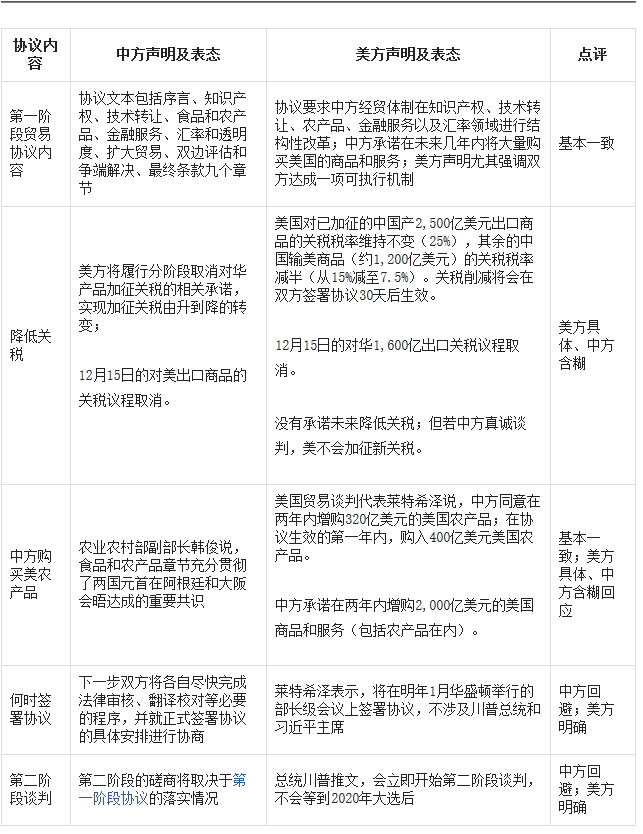 协议内容
中方声明及表态
美方声明及表态
点评
第一阶
段贸易
协议内
容
协议文本包括序言、知识产
权、技术转让、食品和农产
品、金融服务、汇率和透明
度、扩大贸易、双边评估和
争端解决、最终条款九个章
节
协议要求中方经贸体制在知识产权、技术转
让、农产品、金融服务以及汇率领域进行结
构性改革；中方承诺在未来几年内将大量购
买美国的商品和服务；美方声明尤其强调双
方达成一项可执行机制
基本一致
降低关
税
美方将履行分阶段取消对华
产品加征关税的相关承诺，
实现加征关税由升到降的转
变；
12月15日的对美出口商品的
关税议程取消。
美国对已加征的中国产2,500亿美元出口商
品的关税税率维持不变（25%），其余的中
国输美商品（约1,200亿美元）的关税税率
减半（从15%减至7.5%）。关税削减将会在
双方签署协议30天后生效。
12月15日的对华1,600亿出口关税议程取
消。
没有承诺未来降低关税；但若中方真诚谈
判，美不会加征新关税。
美方具
体、中方
含糊
中方购
买美农
产品
农业农村部副部长韩俊说，
食品和农产品章节充分贯彻
了两国元首在阿根廷和大阪
会晤达成的重要共识
美国贸易谈判代表莱特希泽说，中方同意在
两年内增购320亿美元的美国农产品；在协
议生效的第一年内，购入400亿美元美国农
产品。
中方承诺在两年内增购2,000亿美元的美国
商品和服务（包括农产品在内）。
基本一
致；美方
具体、中
方含糊回
应
何时签
署协议
下一步双方将各自尽快完成
法律审核、翻译校对等必要
的程序，并就正式签署协议
的具体安排进行协商
莱特希泽表示，将在明年1月华盛顿举行的
部长级会议上签署协议，不涉及川普总统和
习近平主席
中方回
避；美方
明确
第二阶
段谈判
第二阶段的磋商将取决于第
一阶段协议的落实情况
总统川普推文，会立即开始第二阶段谈判，
不会等到2020年大选后
中方回
避；美方
明确